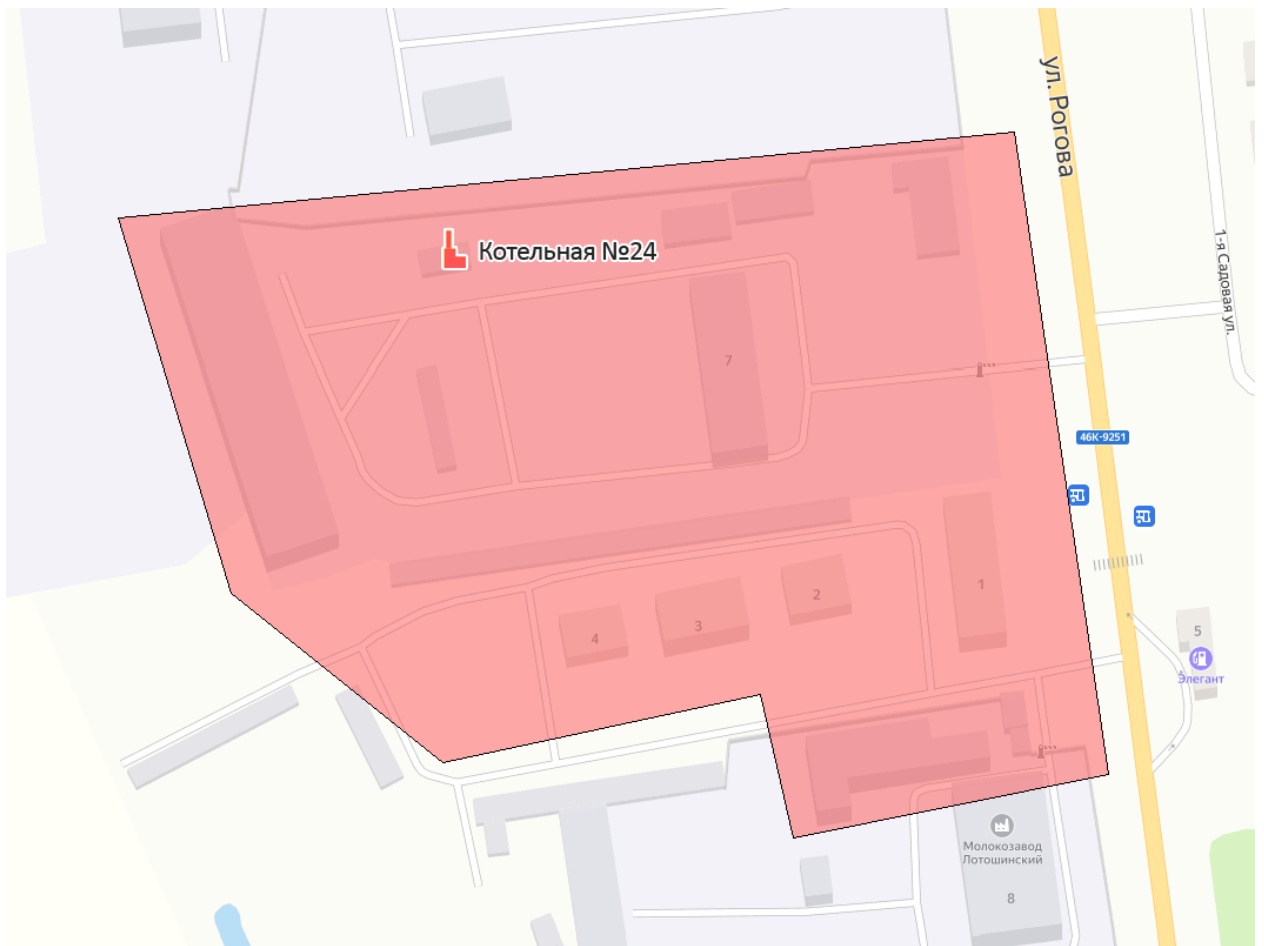 ул. Рогова
Котельная №24
1-я Садовая ул.
7
46К-9251
1
2
3
4
5
Элегант
Молокозавод
Лотошинский
8